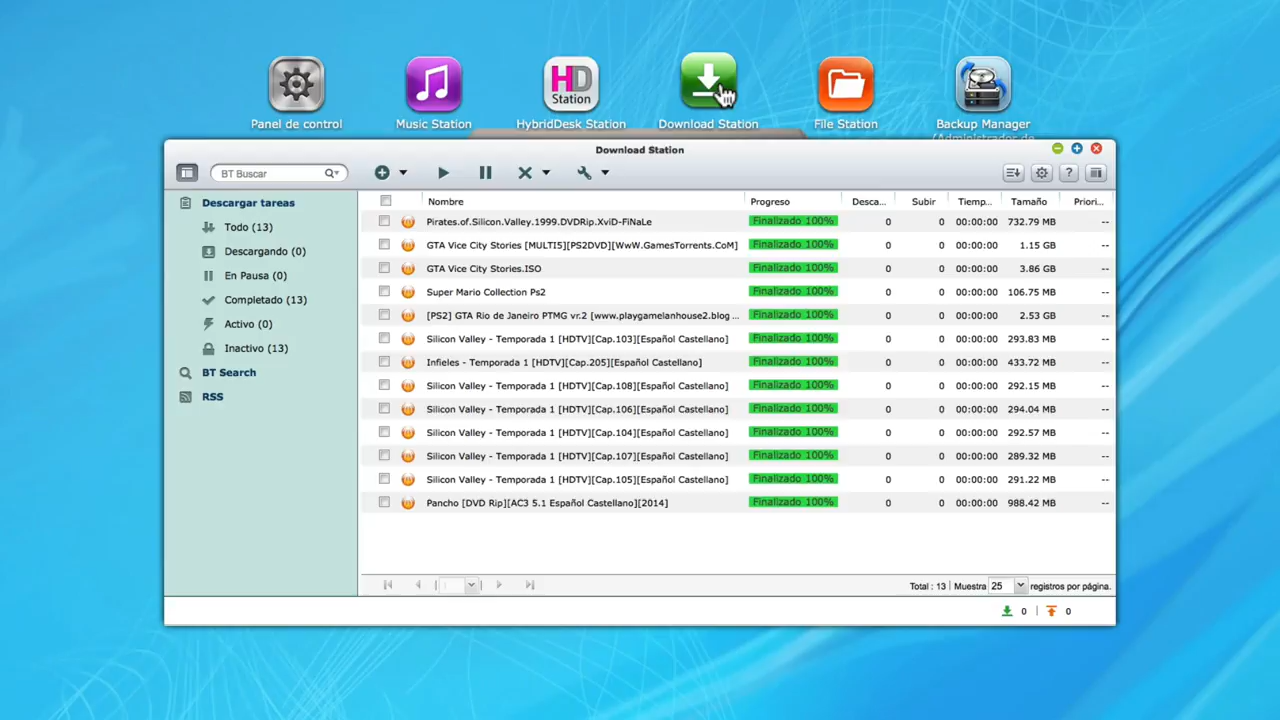 HD
Station
Panel de control
Music Station
HybridDesk Station
Download Station
File Station
Backup Manager
(Administrador de
Download Station
BT Buscar
Descargar tareas
Todo (13)
Descargando (0)
En Pausa (0)
Completado (13)
Activo (0)
Inactivo (13)
BT Search
RSS
Nombre Progreso Desca... Subir Tiemp... Tamaño Priori...
Pirates.of.Silicon.Valley.1999.DVDRip.XviD-FiNaLe Finalizado 100% 0 0 00:00:00 732.79 MB --
GTA Vice City Stories [MULTI5][PS2DVD][WwW.GamesTorrents.CoM] Finalizado 100% 0 0 00:00:00 1.15 GB --
GTA Vice City Stories.ISO Finalizado 100% 0 0 00:00:00 3.86 GB --
Super Mario Collection Ps2 Finalizado 100% 0 0 00:00:00 106.75 MB --
[PS2] GTA Rio de Janeiro PTMG vr.2 [www.playgamelanhouse2.blog ... Finalizado 100% 0 0 00:00:00 2.53 GB --
Silicon Valley - Temporada 1 [HDTV][Cap.103][Español Castellano] Finalizado 100% 0 0 00:00:00 293.83 MB --
Infieles - Temporada 1 [HDTV][Cap.205][Español Castellano] Finalizado 100% 0 0 00:00:00 433.72 MB --
Silicon Valley - Temporada 1 [HDTV][Cap.108][Español Castellano] Finalizado 100% 0 0 00:00:00 292.15 MB --
Silicon Valley - Temporada 1 [HDTV][Cap.106][Español Castellano] Finalizado 100% 0 0 00:00:00 294.04 MB --
Silicon Valley - Temporada 1 [HDTV][Cap.104][Español Castellano] Finalizado 100% 0 0 00:00:00 292.57 MB --
Silicon Valley - Temporada 1 [HDTV][Cap.107][Español Castellano] Finalizado 100% 0 0 00:00:00 289.32 MB --
Silicon Valley - Temporada 1 [HDTV][Cap.105][Español Castellano] Finalizado 100% 0 0 00:00:00 291.22 MB --
Pancho [DVD Rip][AC3 5.1 Español Castellano][2014] Finalizado 100% 0 0 00:00:00 988.42 MB --
Total : 13 | Muestra 25 registros por página.
0 | 0